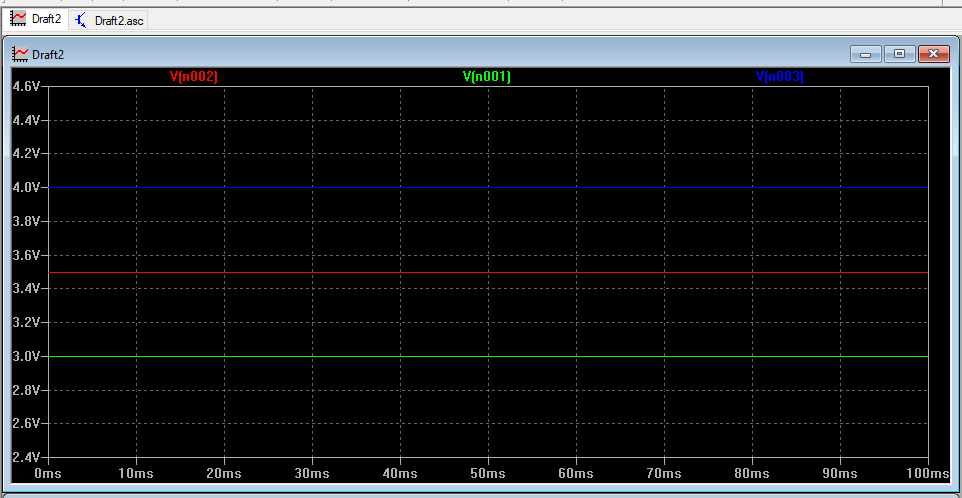 Draft2 Draft2.asc
Draft2
V(n002) V(n001) V(n003)
4.6V
4.4V
4.2V
4.0V
3.8V
3.6V
3.4V
3.2V
3.0V
2.8V
2.6V
2.4V
0ms 10ms 20ms 30ms 40ms 50ms 60ms 70ms 80ms 90ms 100ms